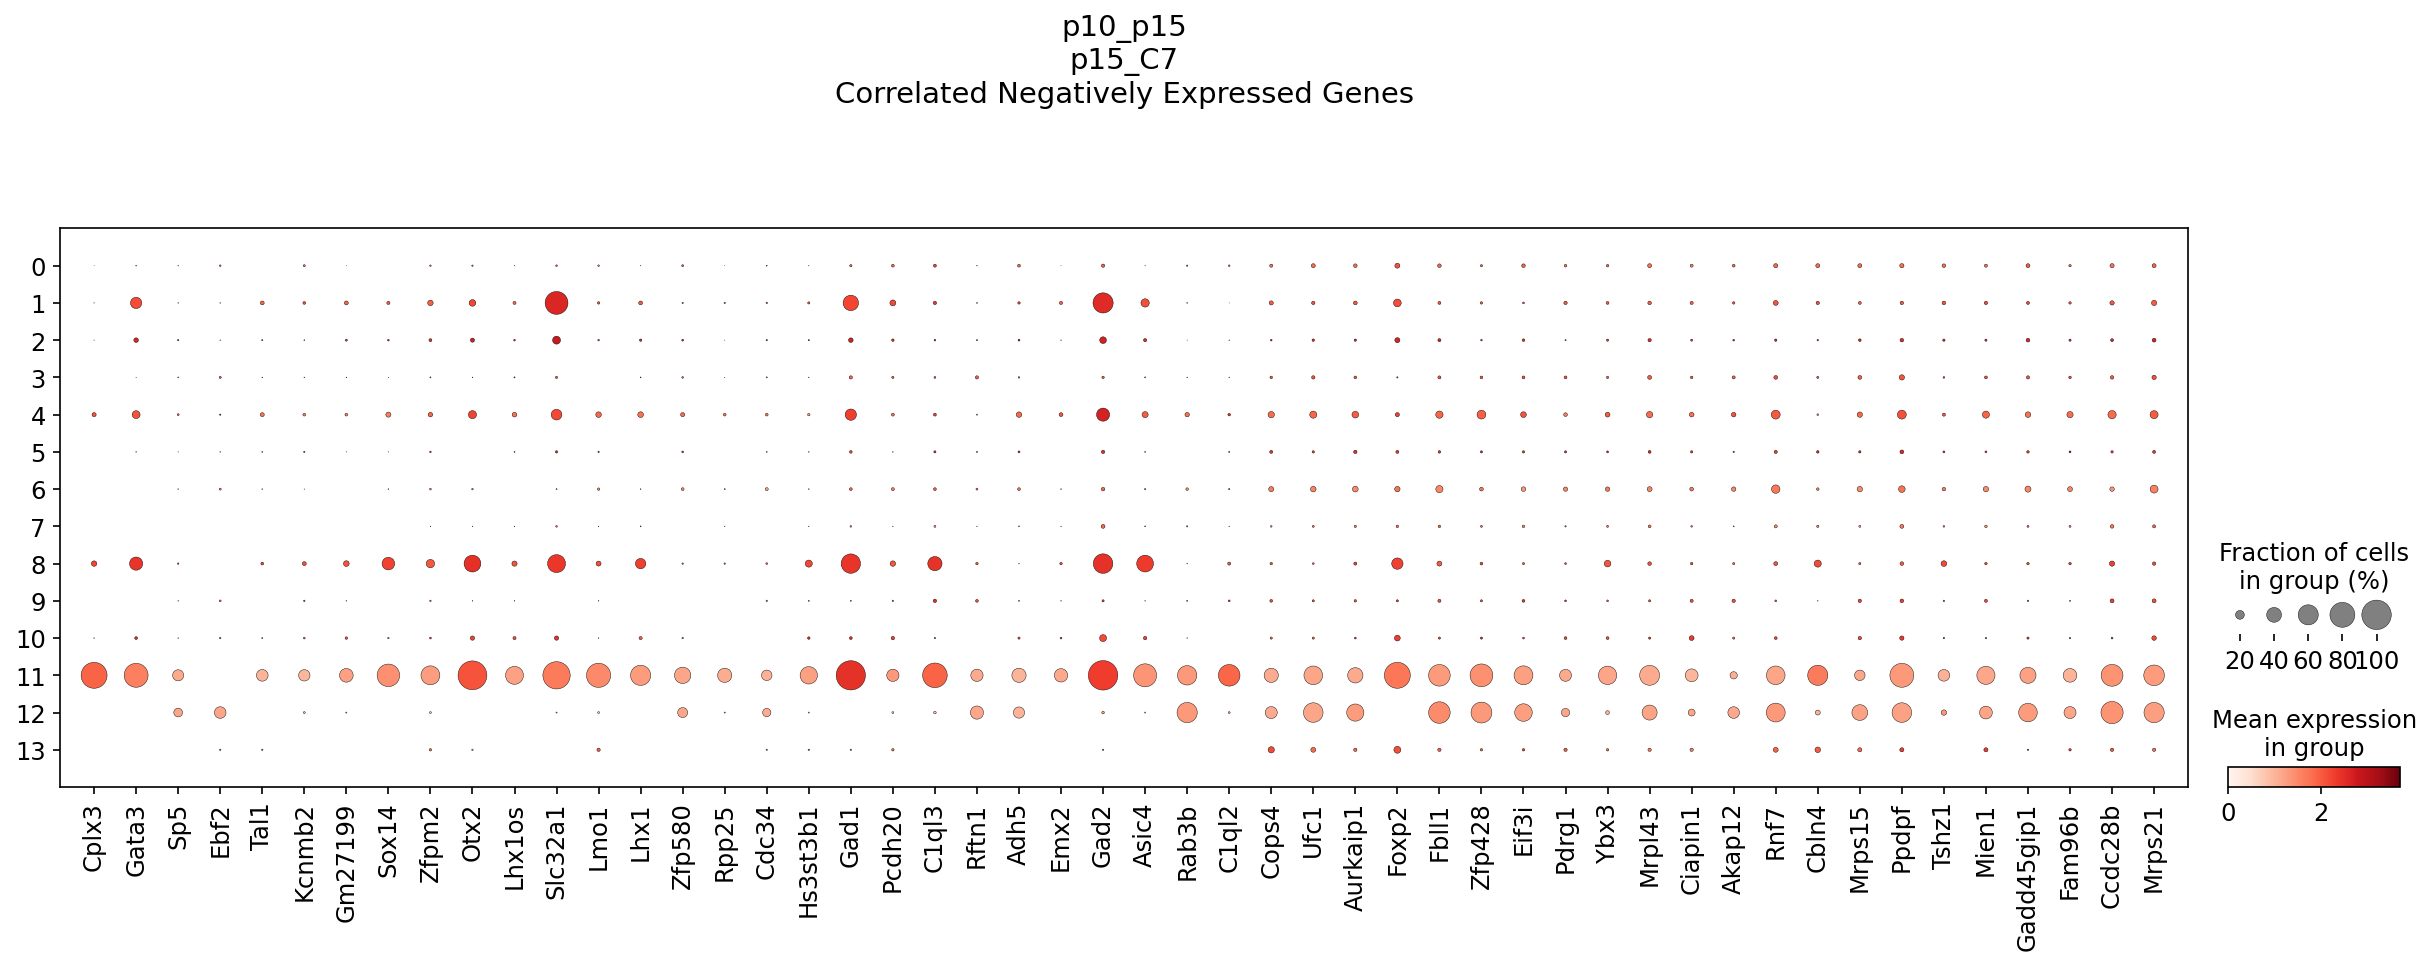 p10_p15
p15_C7
Correlated Negatively Expressed Genes
0
1
2
3
4
5
6
7
8
9
10
11
12
13
Cplx3
Gata3
Sp5
Ebf2
Tal1
Kcnmb2
Gm27199
Sox14
Zfpm2
Otx2
Lhx1os
Slc32a1
Lmo1
Lhx1
Zfp580
Rpp25
Cdc34
Hs3st3b1
Gad1
Pcdh20
C1ql3
Rftn1
Adh5
Emx2
Gad2
Asic4
Rab3b
C1ql2
Cops4
Ufc1
Aurkaip1
Foxp2
Fbll1
Zfp428
Eif3i
Pdrg1
Ybx3
Mrpl43
Ciapin1
Akap12
Rnf7
Cbln4
Mrps15
Ppdpf
Tshz1
Mien1
Gadd45gip1
Fam96b
Ccdc28b
Mrps21
Fraction of cells
in group (%)
20 40 60 80 100
Mean expression
in group
0 2